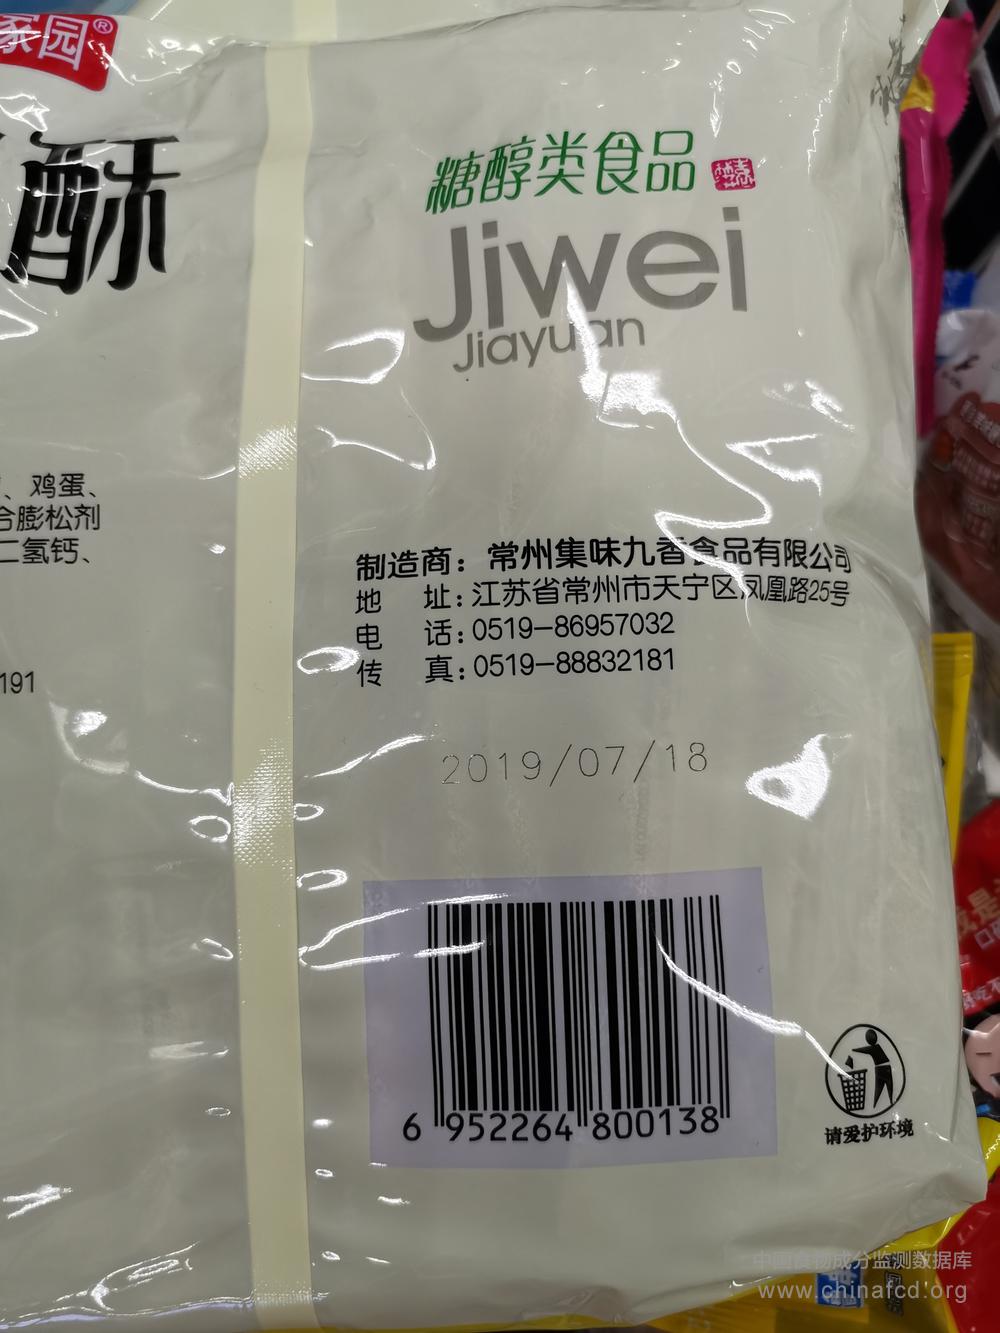 家园®
酥
糖醇类食品
Jiwei
Jiayuan
、鸡蛋、
合膨松剂
二氢钙、
191
制造商：常州集味九香食品有限公司
地 址：江苏省常州市天宁区凤凰路25号
电 话：0519-86957032
传 真：0519-88832181
2019/07/18
6 952264 800138
请爱护环境
中国食物成分监测数据库
www.chinafcd.org